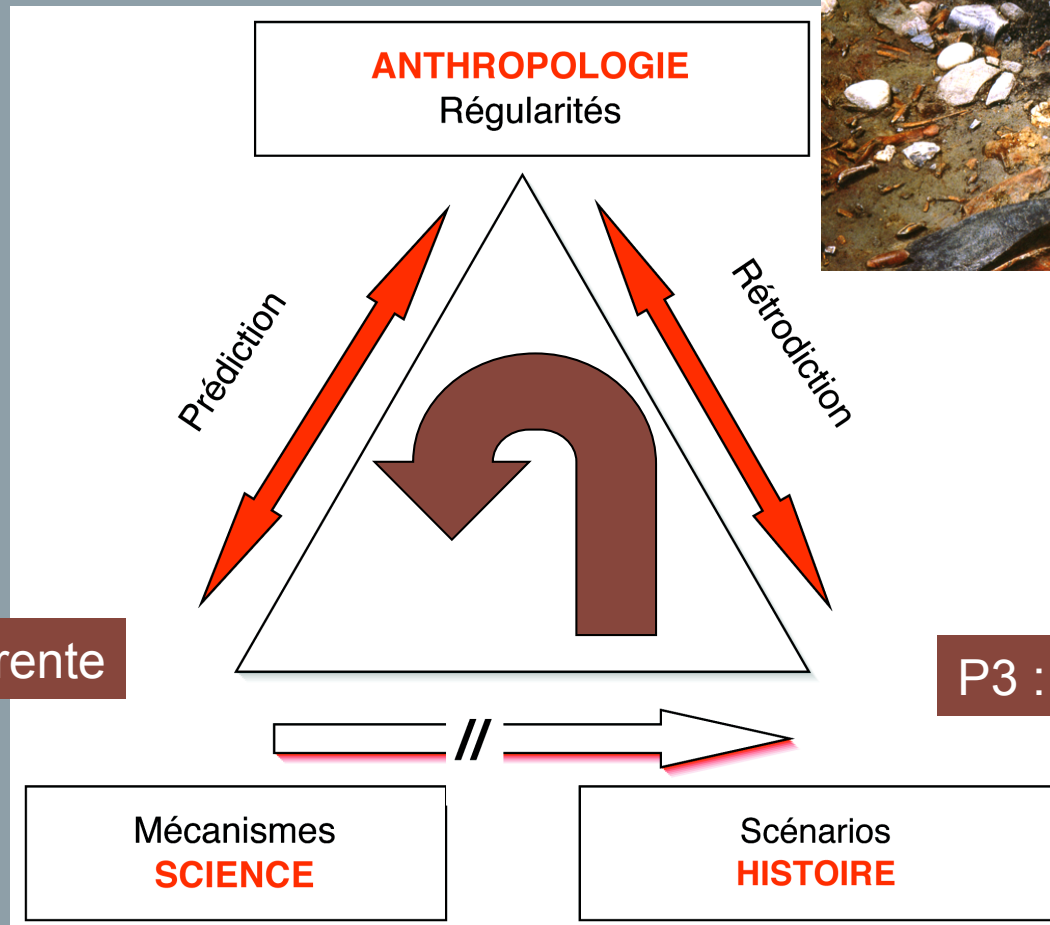 ANTHROPOLOGIE
Régularités
Prédiction
Rétrodiction
rente
P3 :
//
Mécanismes
SCIENCE
Scénarios
HISTOIRE